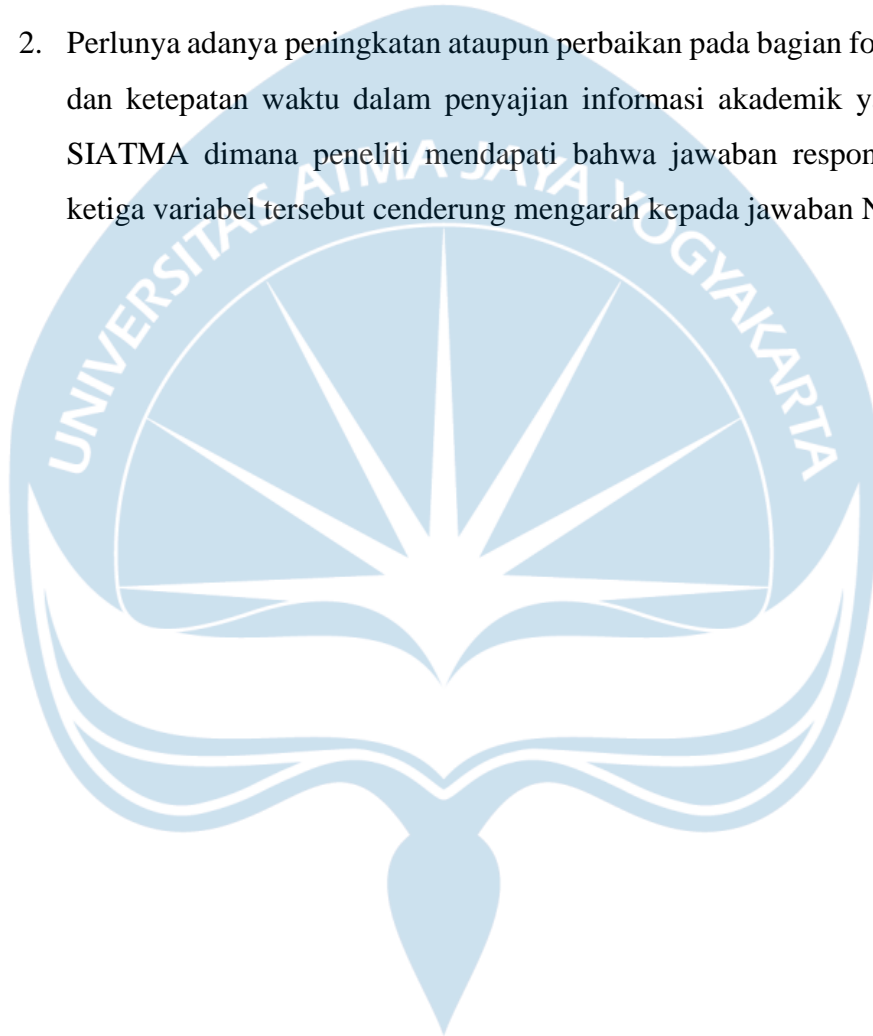 2. Perlunya adanya peningkatan ataupun perbaikan pada bagian fo
dan ketepatan waktu dalam penyajian informasi akademik y
SIATMA dimana peneliti mendapati bahwa jawaban respon
ketiga variabel tersebut cenderung mengarah kepada jawaban N
UNIVERSITAS ATMA JAYA YOGYAKARTA